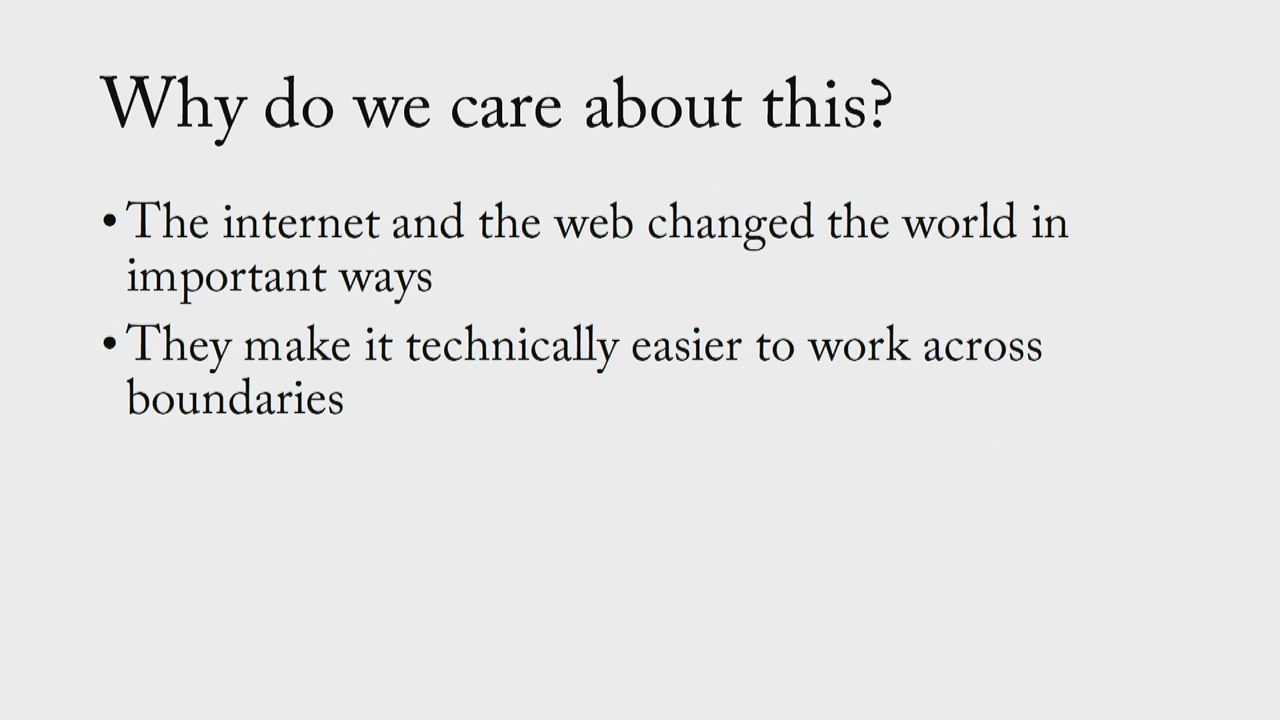 Why do we care about this?
• The internet and the web changed the world in
important ways
• They make it technically easier to work across
boundaries